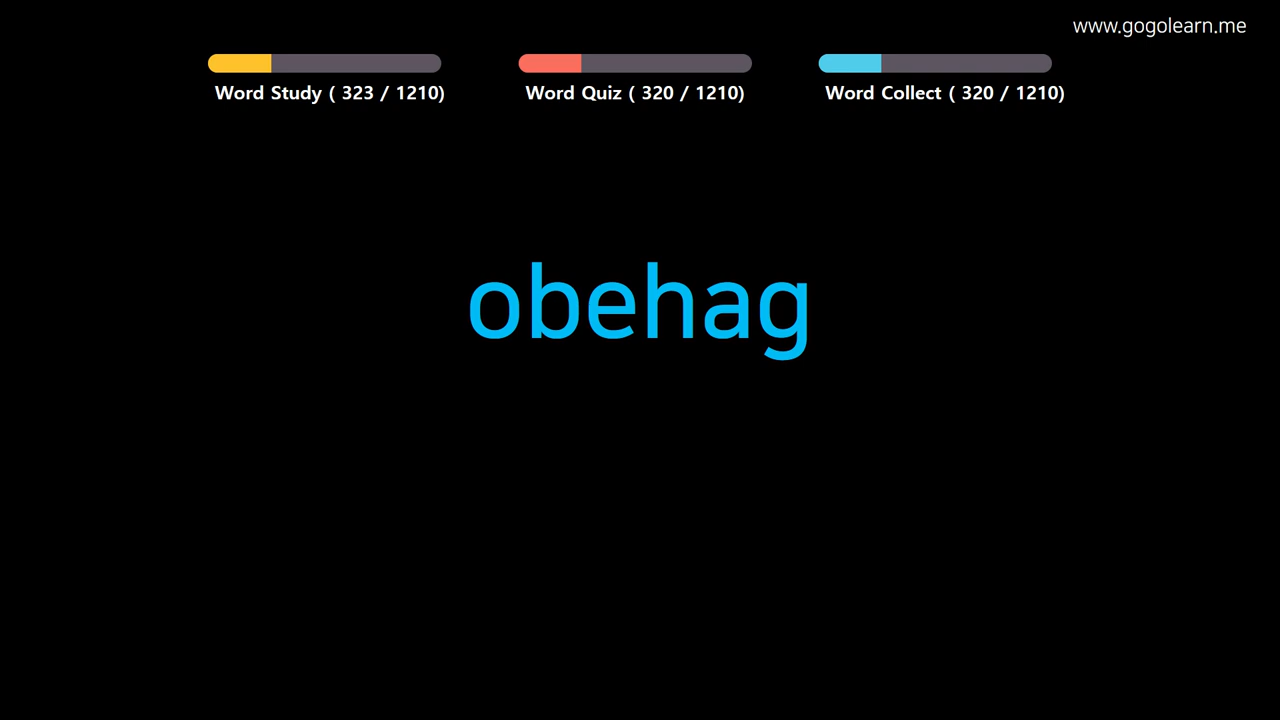 www.gogolearn.me
Word Study ( 323 / 1210)
Word Quiz ( 320 / 1210)
Word Collect ( 320 / 1210)
obehag